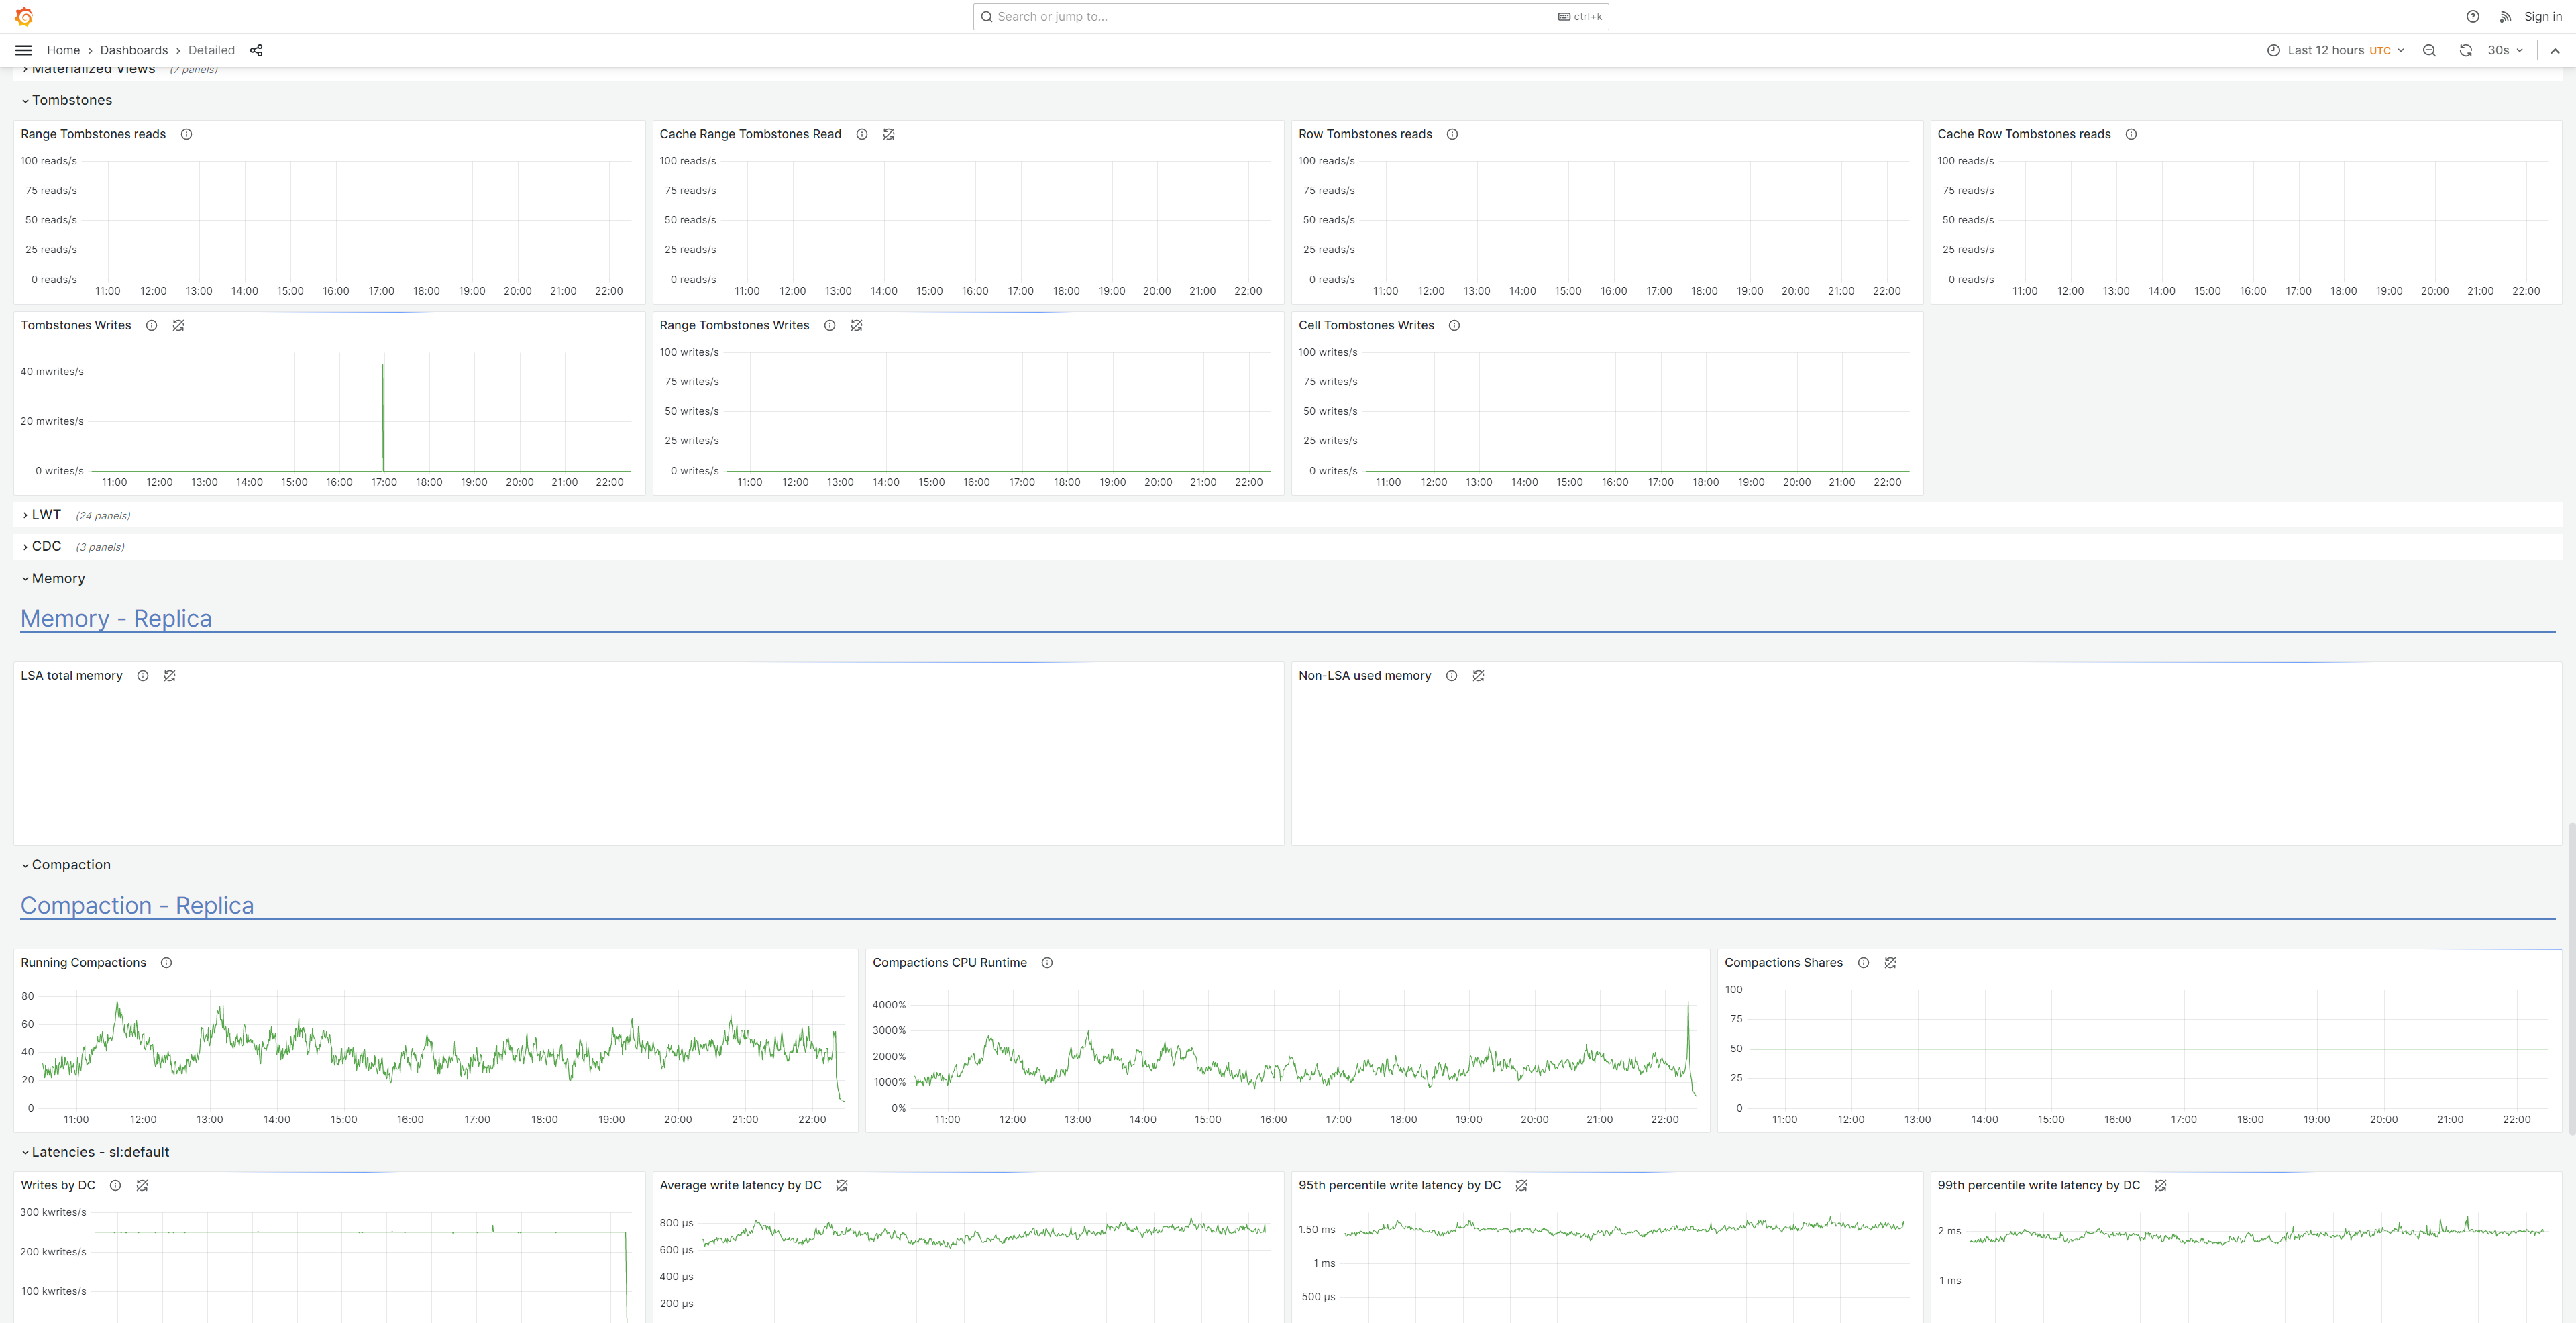 Search or jump to...
ctrl+k
Sign in
Home › Dashboards › Detailed
Last 12 hours UTC
30s
Materialized Views (7 panels)
Tombstones
Range Tombstones reads
100 reads/s
75 reads/s
50 reads/s
25 reads/s
0 reads/s
11:00 12:00 13:00 14:00 15:00 16:00 17:00 18:00 19:00 20:00 21:00 22:00
Cache Range Tombstones Read
100 reads/s
75 reads/s
50 reads/s
25 reads/s
0 reads/s
11:00 12:00 13:00 14:00 15:00 16:00 17:00 18:00 19:00 20:00 21:00 22:00
Row Tombstones reads
100 reads/s
75 reads/s
50 reads/s
25 reads/s
0 reads/s
11:00 12:00 13:00 14:00 15:00 16:00 17:00 18:00 19:00 20:00 21:00 22:00
Cache Row Tombstones reads
100 reads/s
75 reads/s
50 reads/s
25 reads/s
0 reads/s
11:00 12:00 13:00 14:00 15:00 16:00 17:00 18:00 19:00 20:00 21:00 22:00
Tombstones Writes
40 mwrites/s
20 mwrites/s
0 writes/s
11:00 12:00 13:00 14:00 15:00 16:00 17:00 18:00 19:00 20:00 21:00 22:00
Range Tombstones Writes
100 writes/s
75 writes/s
50 writes/s
25 writes/s
0 writes/s
11:00 12:00 13:00 14:00 15:00 16:00 17:00 18:00 19:00 20:00 21:00 22:00
Cell Tombstones Writes
100 writes/s
75 writes/s
50 writes/s
25 writes/s
0 writes/s
11:00 12:00 13:00 14:00 15:00 16:00 17:00 18:00 19:00 20:00 21:00 22:00
LWT (24 panels)
CDC (3 panels)
Memory
Memory - Replica
LSA total memory
Non-LSA used memory
Compaction
Compaction - Replica
Running Compactions
80
60
40
20
0
11:00 12:00 13:00 14:00 15:00 16:00 17:00 18:00 19:00 20:00 21:00 22:00
Compactions CPU Runtime
4000%
3000%
2000%
1000%
0%
11:00 12:00 13:00 14:00 15:00 16:00 17:00 18:00 19:00 20:00 21:00 22:00
Compactions Shares
100
75
50
25
0
11:00 12:00 13:00 14:00 15:00 16:00 17:00 18:00 19:00 20:00 21:00 22:00
Latencies - sl:default
Writes by DC
300 kwrites/s
200 kwrites/s
100 kwrites/s
Average write latency by DC
800 µs
600 µs
400 µs
200 µs
95th percentile write latency by DC
1.50 ms
1 ms
500 µs
99th percentile write latency by DC
2 ms
1 ms